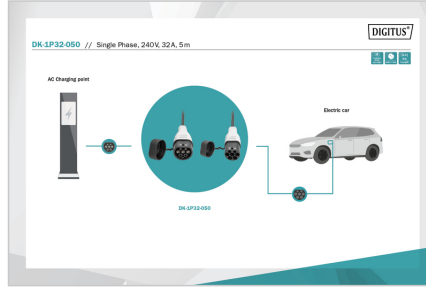 DIGITUS®
DK-1P32-050 // Single Phase, 240V, 32A, 5m
AC Charging point
Electric car
DK-1P32-050